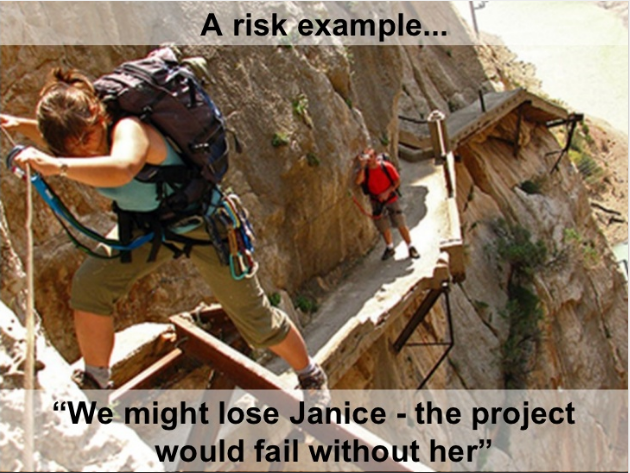 A risk example...
“We might lose Janice - the project
would fail without her”